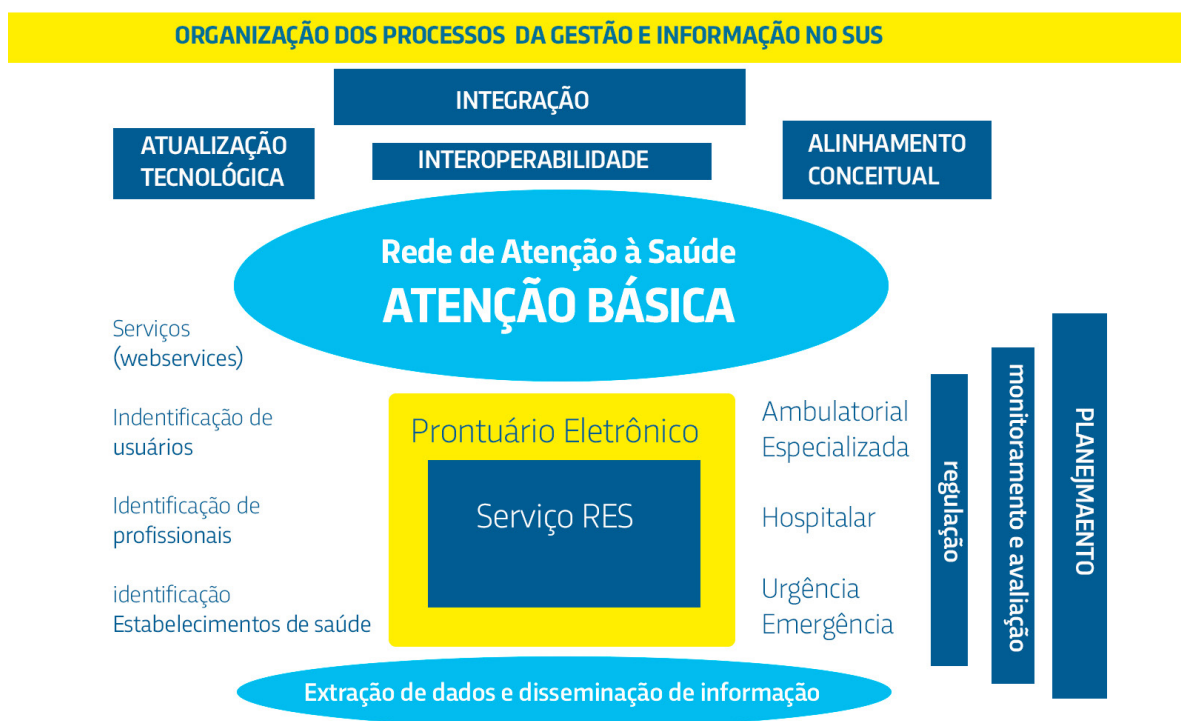 ORGANIZAÇÃO DOS PROCESSOS DA GESTÃO E INFORMAÇÃO NO SUS
INTEGRAÇÃO
ATUALIZAÇÃO
TECNOLÓGICA
INTEROPERABILIDADE
ALINHAMENTO
CONCEITUAL
Rede de Atenção à Saúde
ATENÇÃO BÁSICA
Serviços
(webservices)
Indentificação de
usuários
Identificação de
profissionais
identificação
Estabelecimentos de saúde
Prontuário Eletrônico
Serviço RES
Ambulatorial
Especializada
Hospitalar
Urgência
Emergência
regulação
monitoramento e avaliação
PLANEJMAENTO
Extração de dados e disseminação de informação